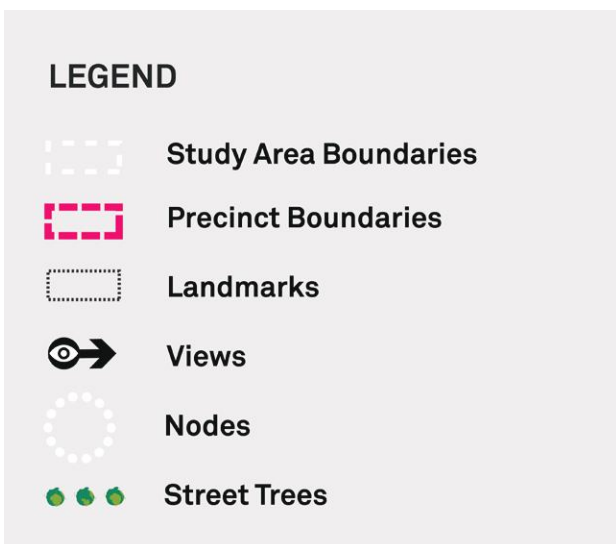 LEGEND
Study Area Boundaries
Precinct Boundaries
Landmarks
Views
Nodes
Street Trees